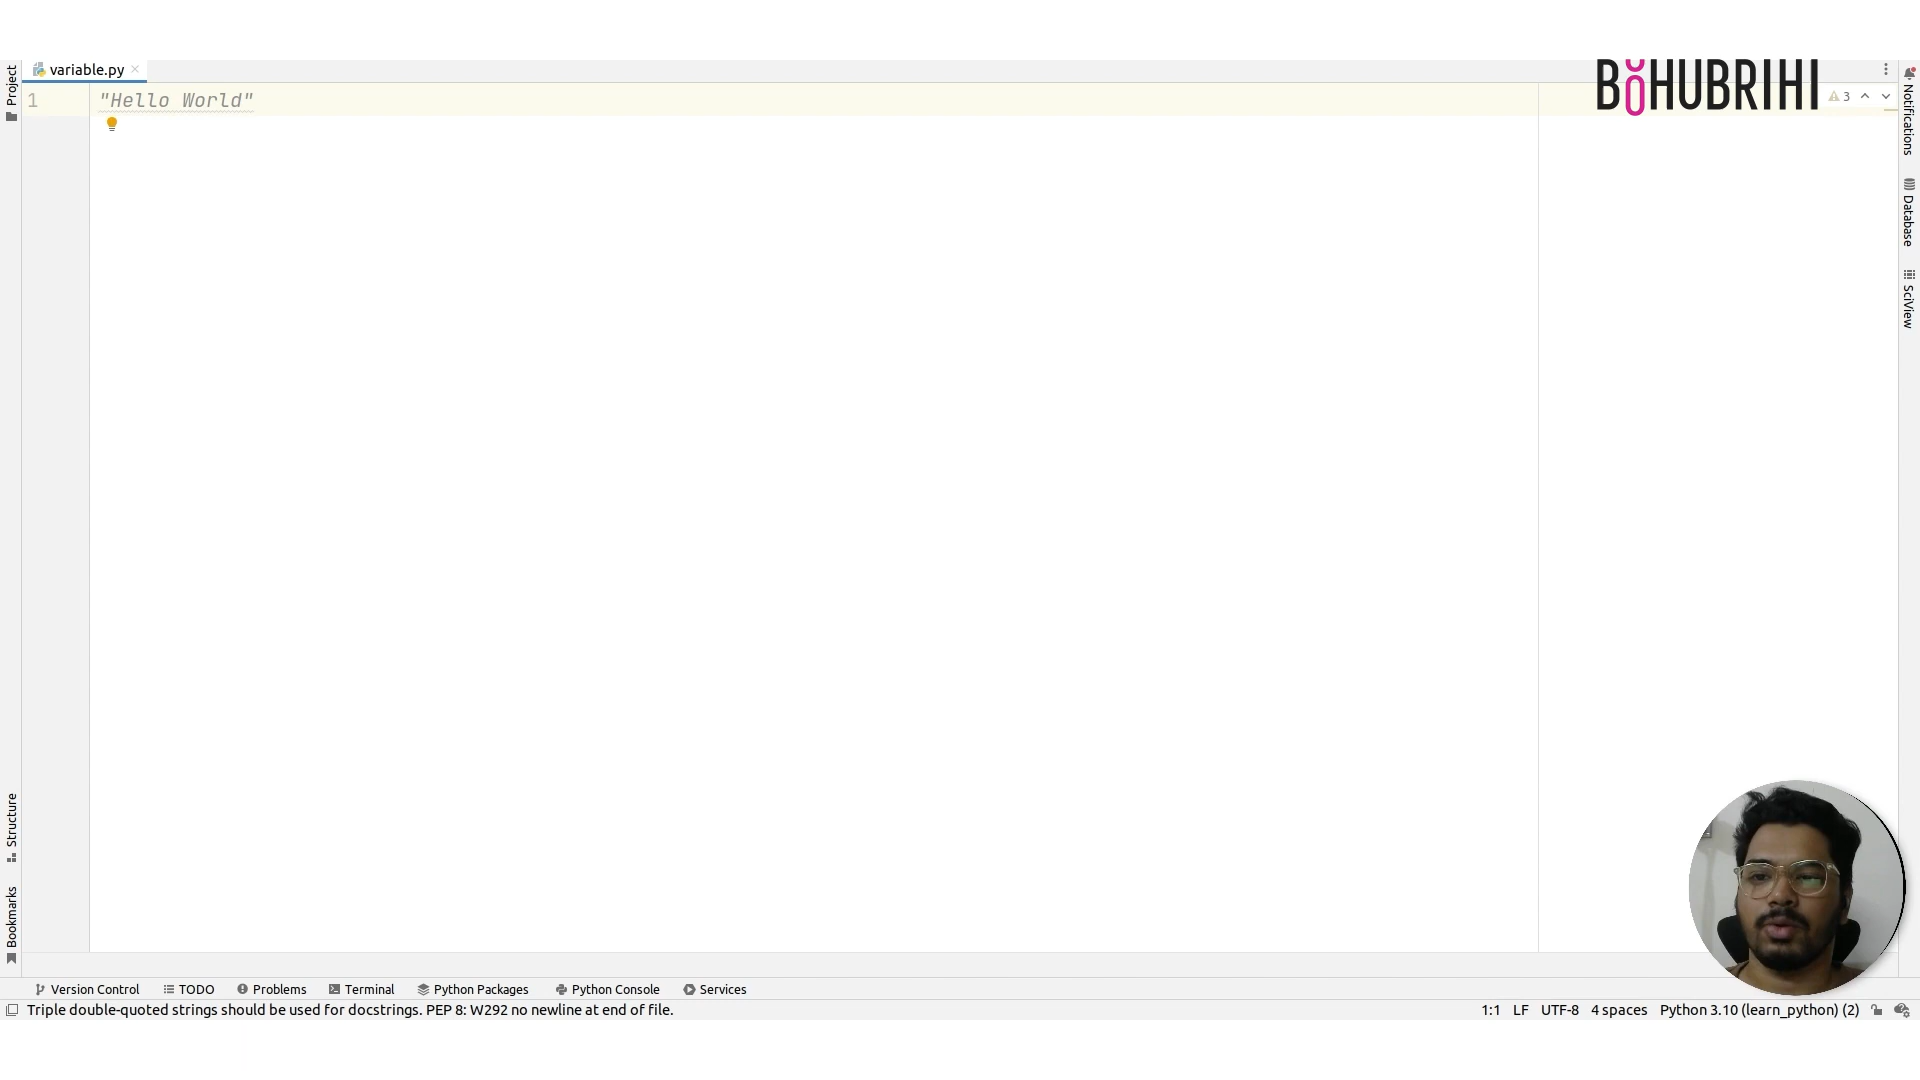 Project
variable.py
BOHUBRIHI
1
"Hello World"
3
Notifications
Database
SciView
Structure
Bookmarks
Version Control
TODO
Problems
Terminal
Python Packages
Python Console
Services
Triple double-quoted strings should be used for docstrings. PEP 8: W292 no newline at end of file.
1:1 LF UTF-8 4 spaces Python 3.10 (learn_python) (2)